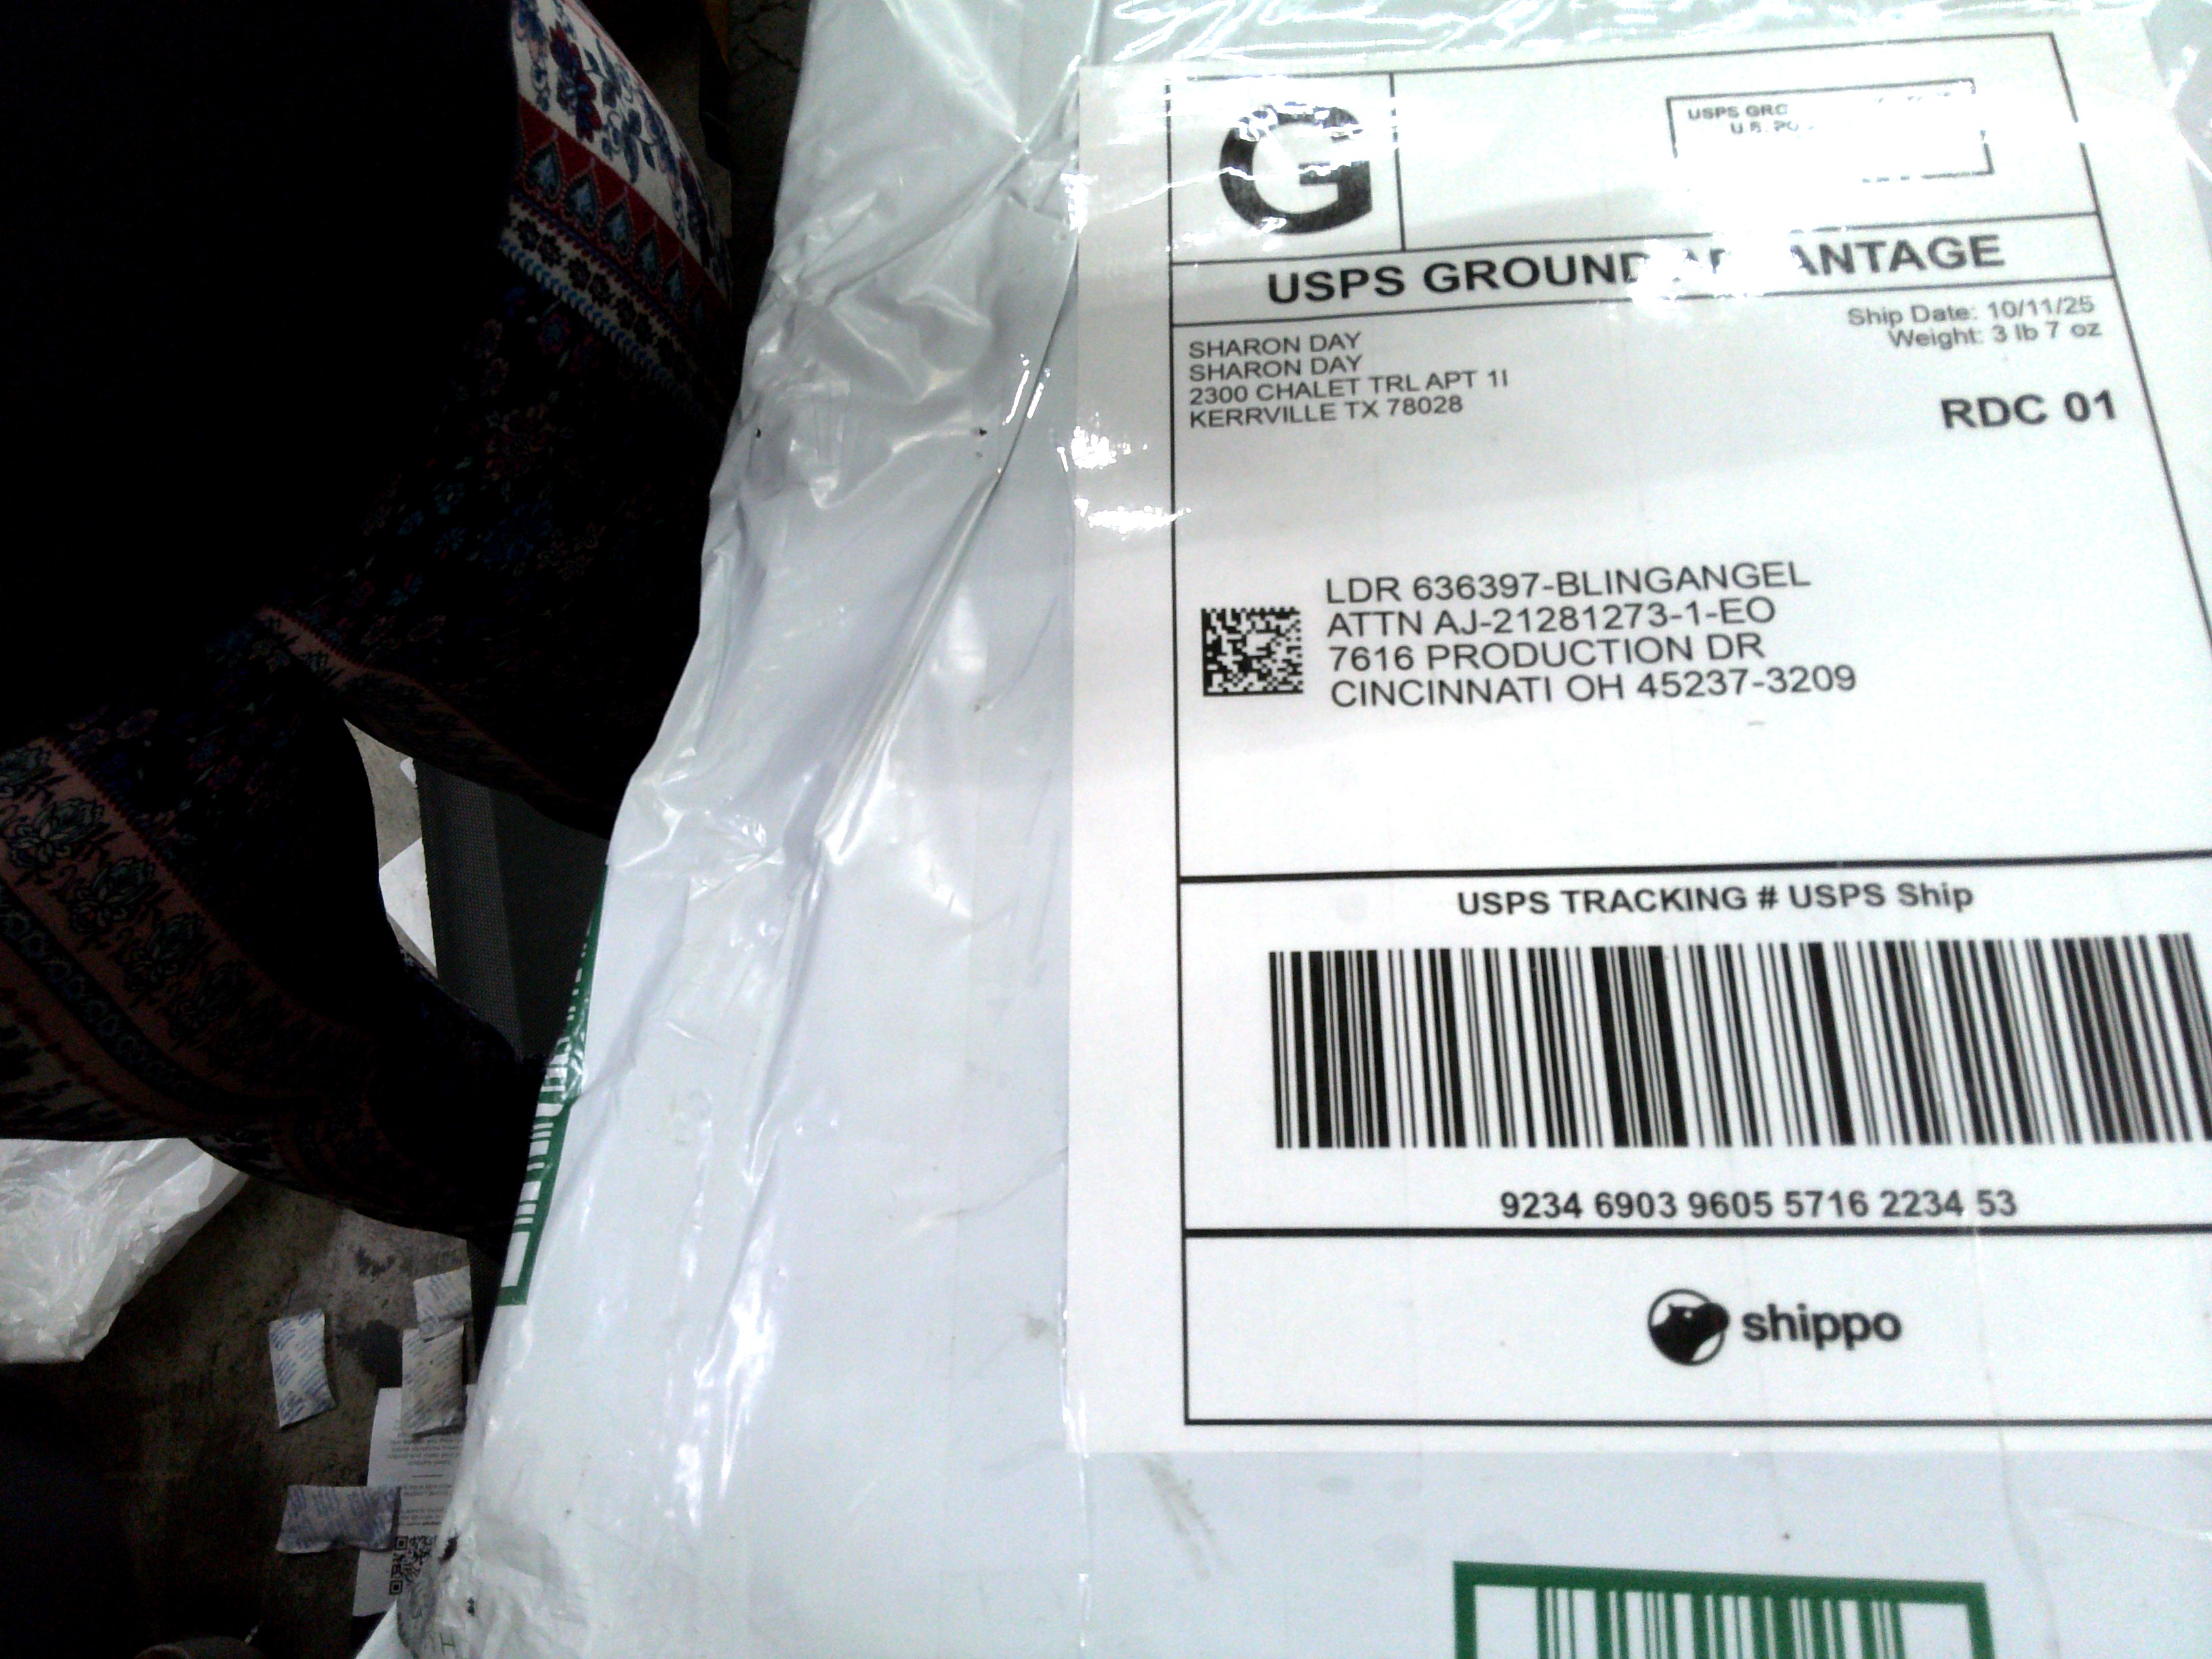 G
USPS GRO
U.S. PO
USPS GROUND ADVANTAGE
Ship Date: 10/11/25
Weight: 3 lb 7 oz
SHARON DAY
SHARON DAY
2300 CHALET TRL APT 1I
KERRVILLE TX 78028
RDC 01
LDR 636397-BLINGANGEL
ATTN AJ-21281273-1-EO
7616 PRODUCTION DR
CINCINNATI OH 45237-3209
USPS TRACKING # USPS Ship
9234 6903 9605 5716 2234 53
shippo